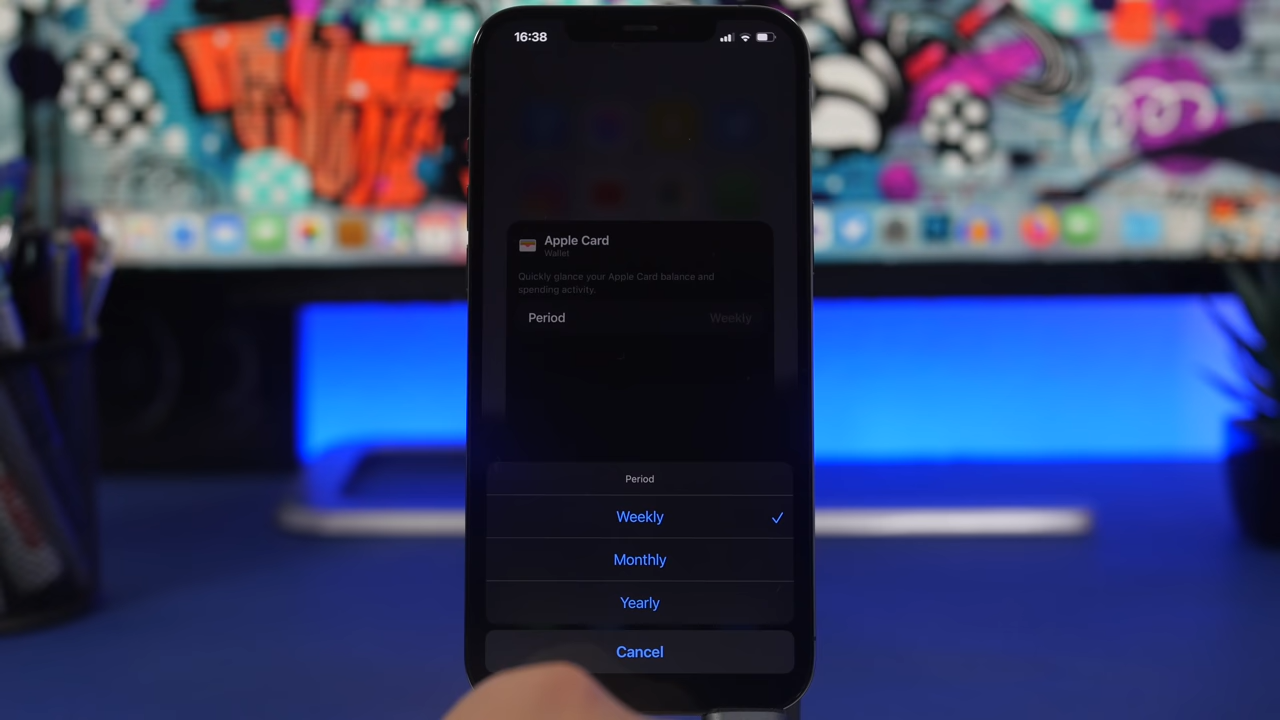 16:38
Apple Card
Wallet
Quickly glance your Apple Card balance and
spending activity.
Period Weekly
Period
Weekly
Monthly
Yearly
Cancel